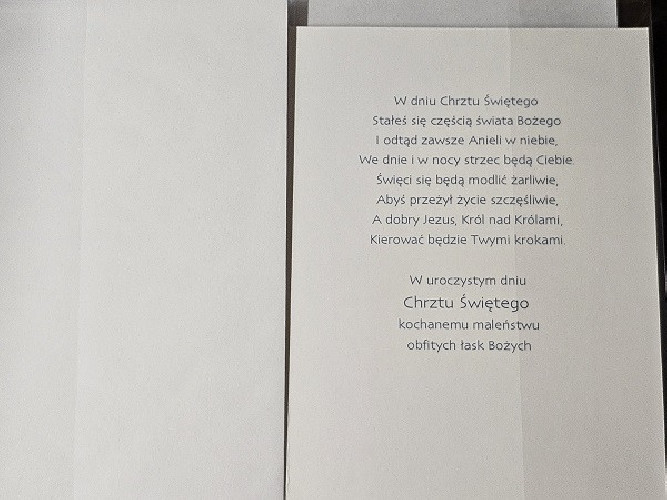 W dniu Chrztu Świętego
Stałeś się częścią świata Bożego
I odtąd zawsze Anieli w niebie,
We dnie i w nocy strzec będą Ciebie.
Święci się będą modlić żarliwie,
Abyś przeżył życie szczęśliwie,
A dobry Jezus, Król nad Królami,
Kierować będzie Twymi krokami.
W uroczystym dniu
Chrztu Świętego
kochanemu maleństwu
obfitych łask Bożych